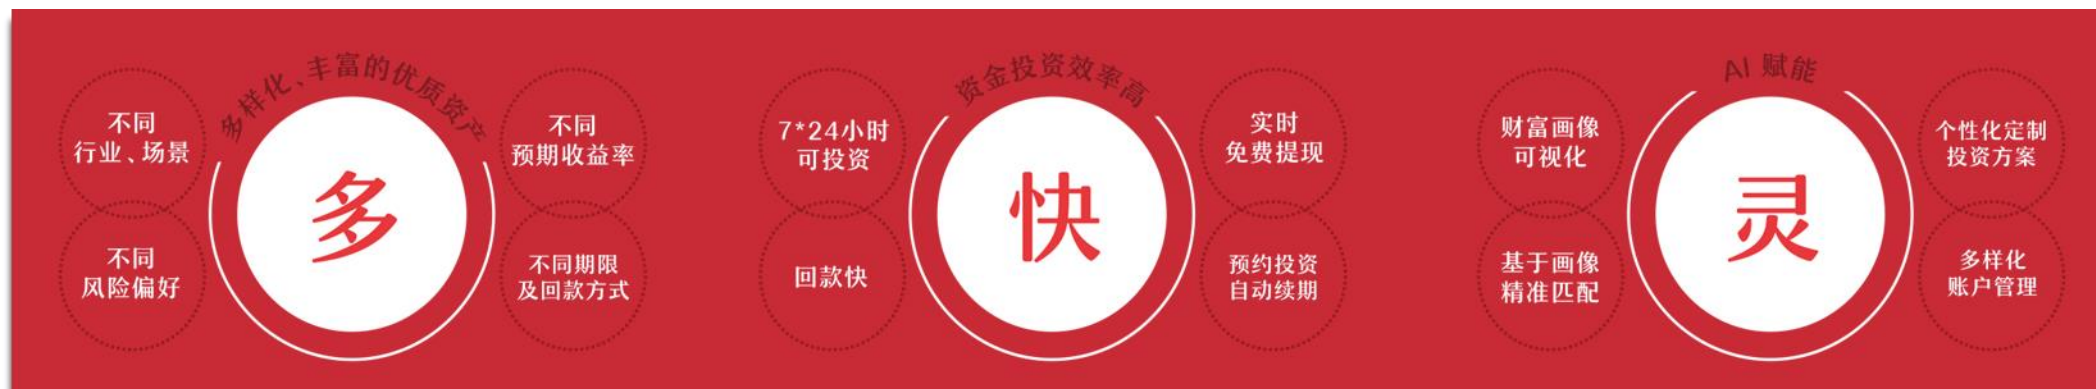 多样化、丰富的优质资产
不同
行业、场景
不同
预期收益率
多
不同
风险偏好
不同期限
及回款方式
资金投资效率高
7*24小时
可投资
实时
免费提现
快
回款快
预约投资
自动续期
AI 赋能
财富画像
可视化
个性化定制
投资方案
灵
基于画像
精准匹配
多样化
账户管理